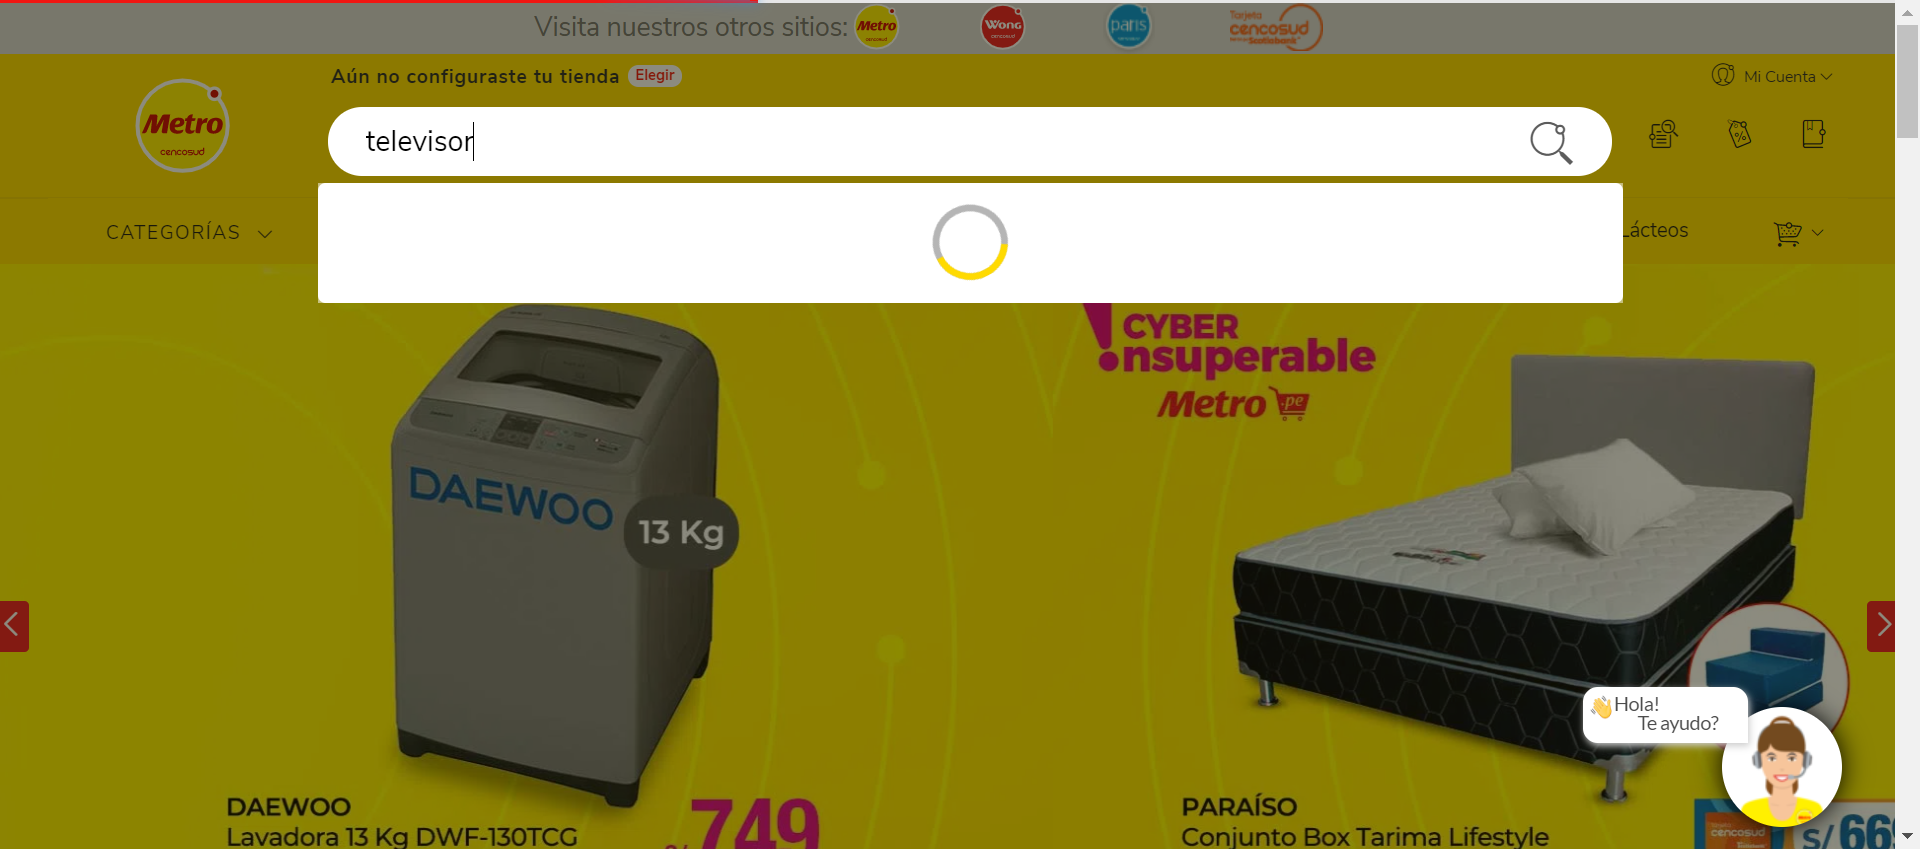 Visita nuestros otros sitios:
Metro
cencosud
Wong
cencosud
paris
cencosud
Tarjeta
cencosud
Scotiabank
Aún no configuraste tu tienda
Elegir
Mi Cuenta
Metro
cencosud
televisor
CATEGORÍAS
Lácteos
CYBER
!nsuperable
Metro .pe
DAEWOO
13 Kg
Hola!
Te ayudo?
DAEWOO
Lavadora 13 Kg DWF-130TCG
S/ 749
PARAÍSO
Conjunto Box Tarima Lifestyle
cencosud
S/ 669